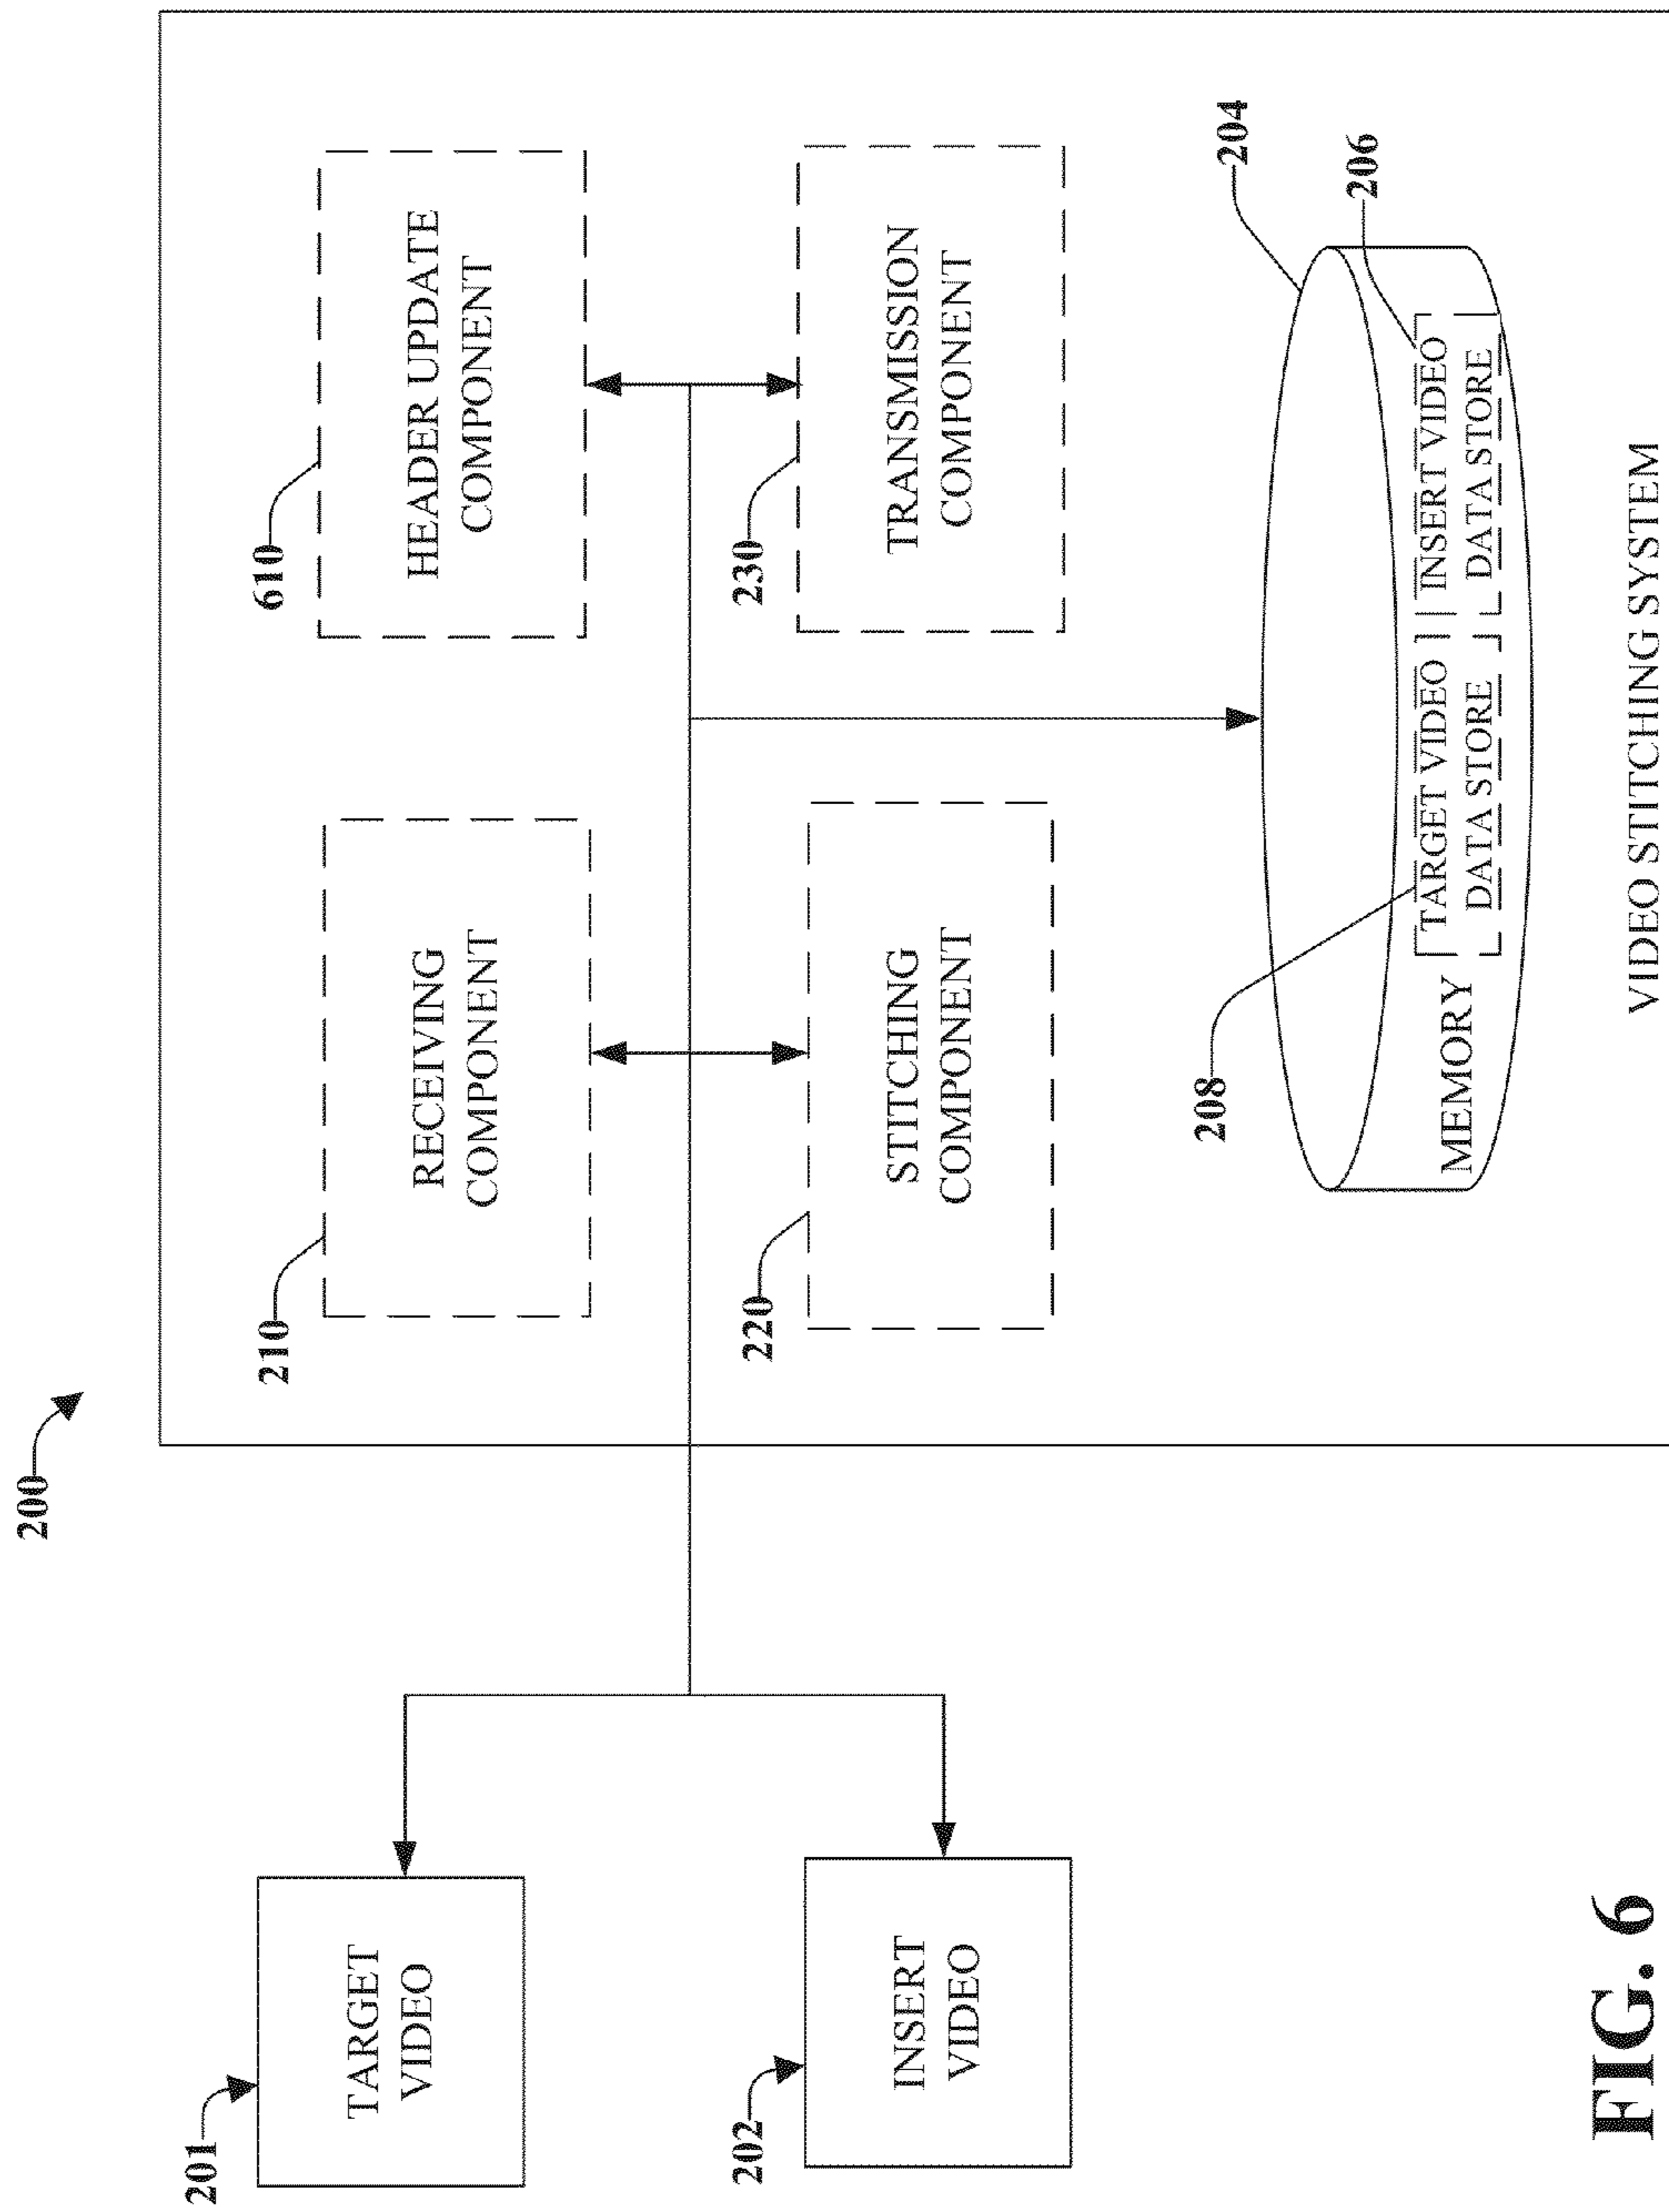 200
201
TARGET
VIDEO
202
INSERT
VIDEO
210
RECEIVING
COMPONENT
610
HEADER UPDATE
COMPONENT
220
STITCHING
COMPONENT
230
TRANSMISSION
COMPONENT
204
208
206
MEMORY
TARGET VIDEO
DATA STORE
INSERT VIDEO
DATA STORE
VIDEO STITCHING SYSTEM
FIG. 6